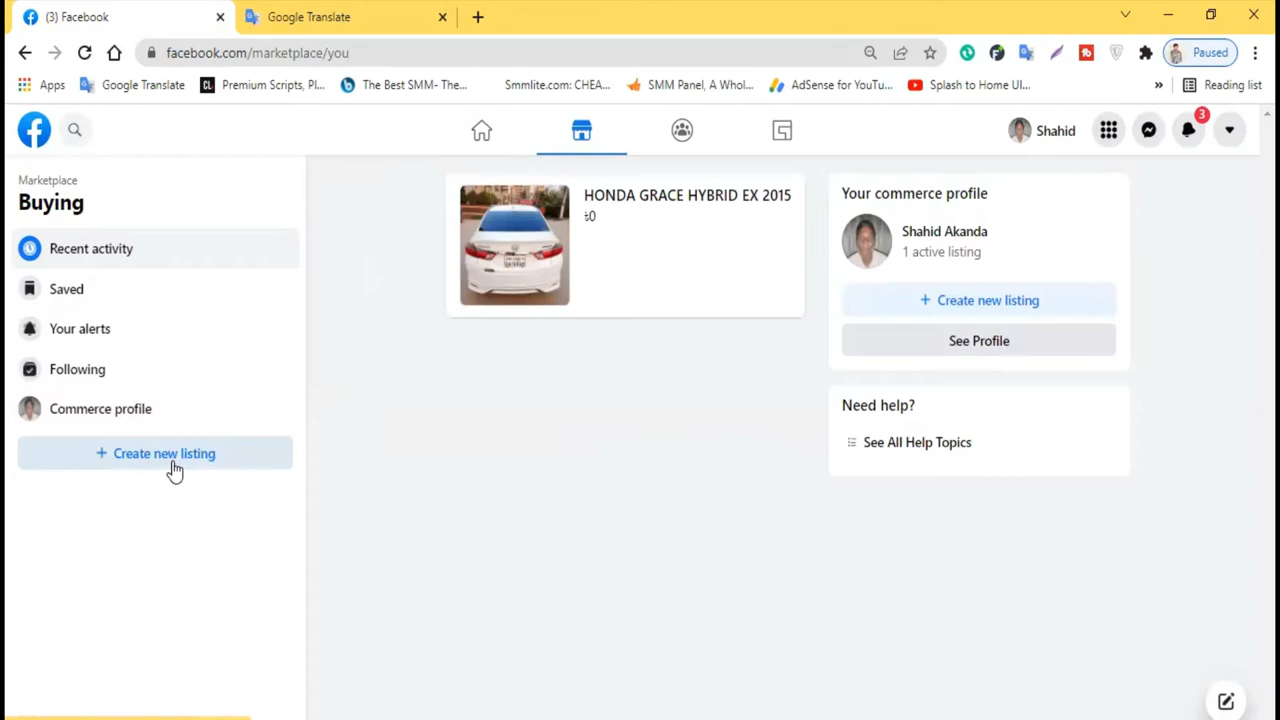 (3) Facebook
Google Translate
facebook.com/marketplace/you
Paused
Apps
Google Translate
CL Premium Scripts, Pl...
The Best SMM- The...
Smmlite.com: CHEA...
SMM Panel, A Whol...
AdSense for YouTu...
Splash to Home UI...
»
Reading list
Shahid
3
Marketplace
Buying
Recent activity
Saved
Your alerts
Following
Commerce profile
+ Create new listing
HONDA GRACE HYBRID EX 2015
৳0
Your commerce profile
Shahid Akanda
1 active listing
+ Create new listing
See Profile
Need help?
See All Help Topics